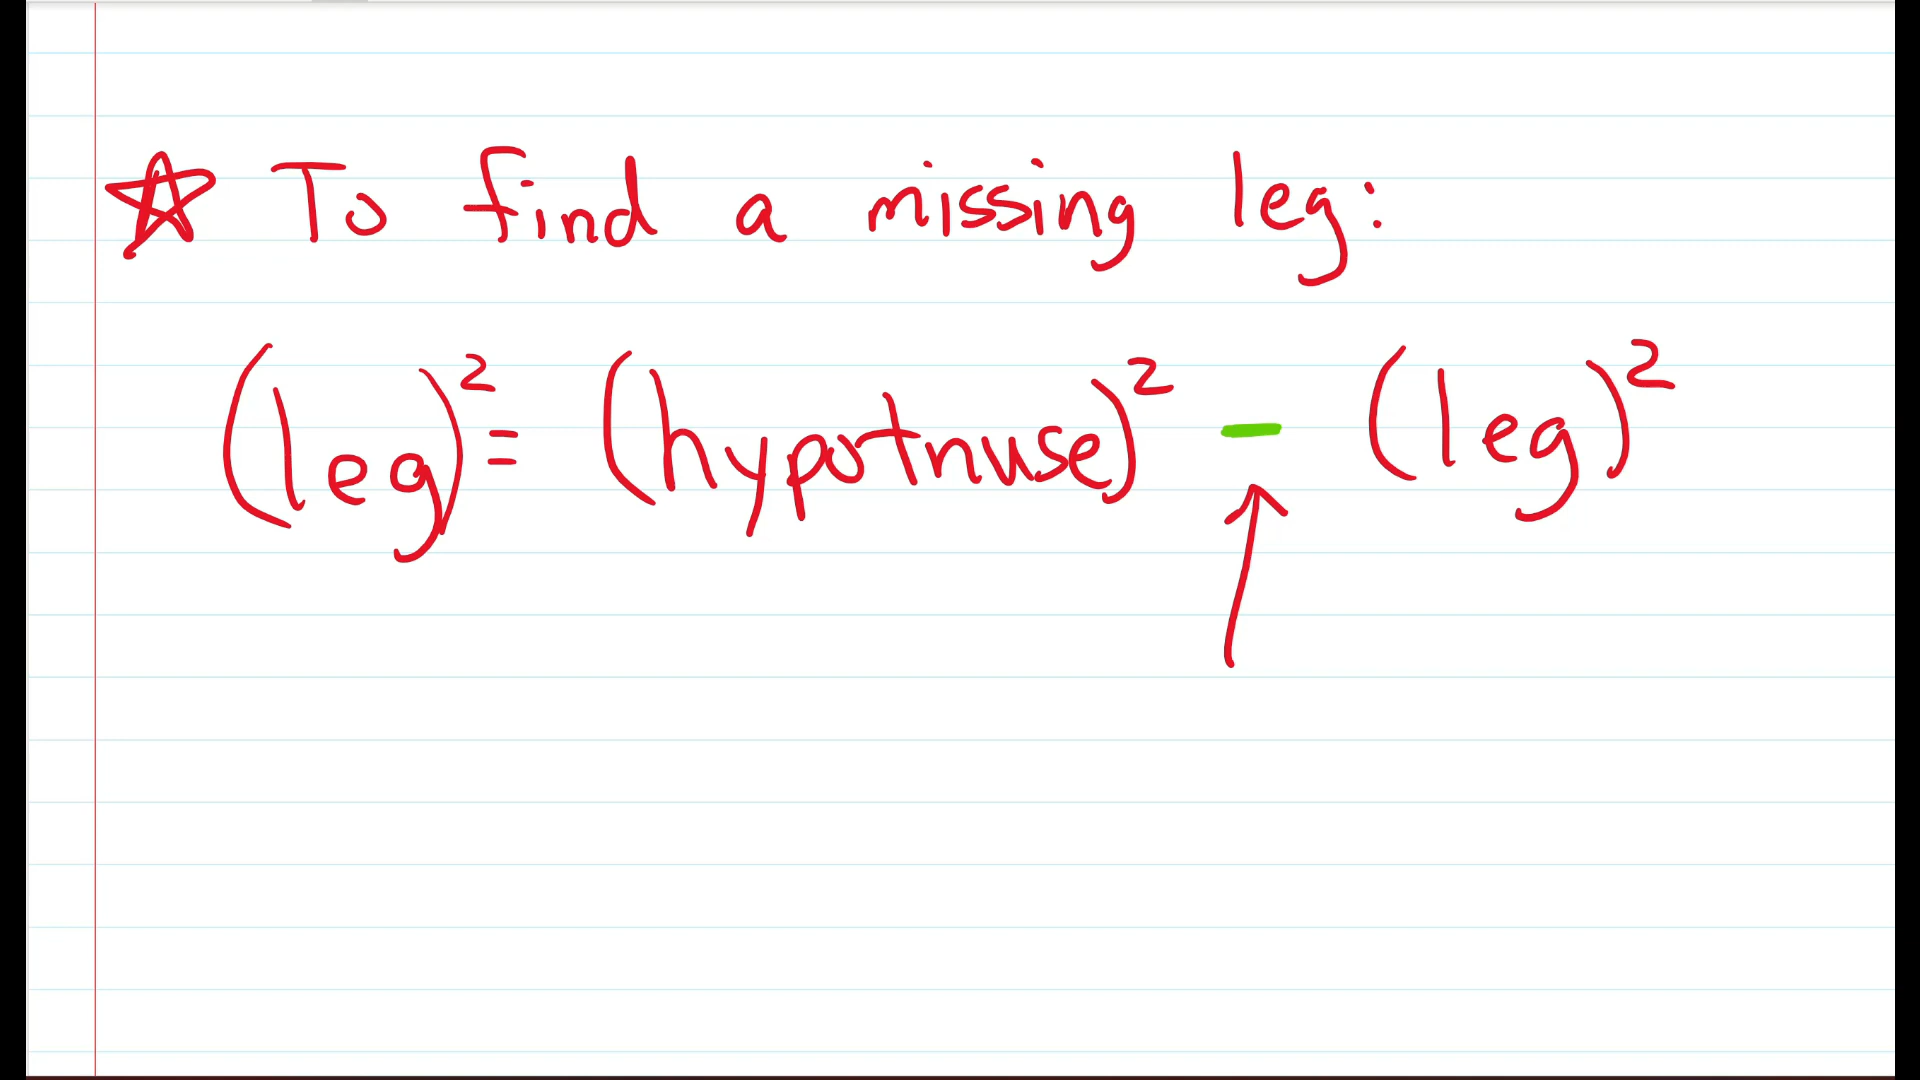 ☆ To find a missing leg:
(leg)² = (hypotnuse)² - (leg)²